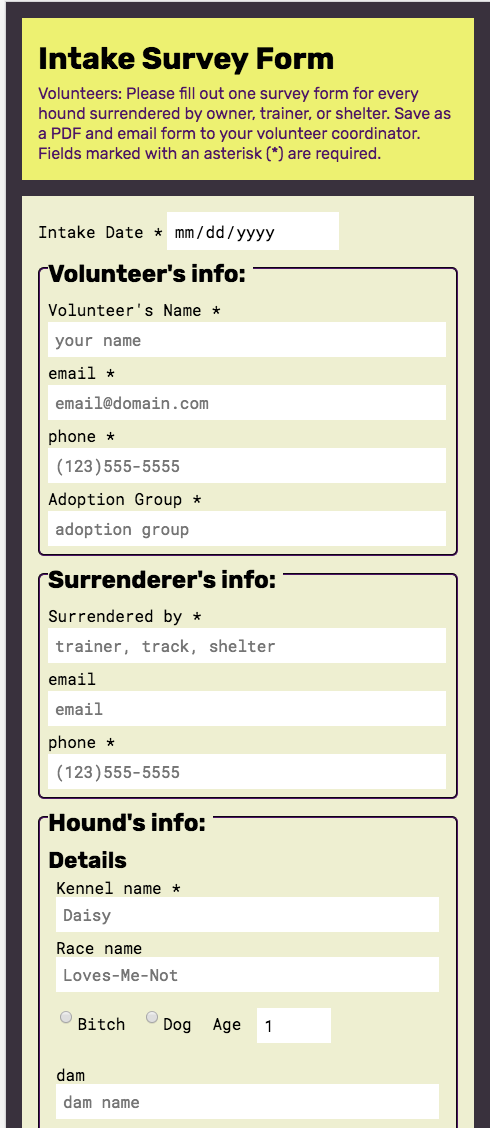 Intake Survey Form
Volunteers: Please fill out one survey form for every
hound surrendered by owner, trainer, or shelter. Save as
a PDF and email form to your volunteer coordinator.
Fields marked with an asterisk (*) are required.
Intake Date * mm/dd/yyyy
Volunteer's info:
Volunteer's Name *
your name
email *
email@domain.com
phone *
(123)555-5555
Adoption Group *
adoption group
Surrenderer's info:
Surrendered by *
trainer, track, shelter
email
email
phone *
(123)555-5555
Hound's info:
Details
Kennel name *
Daisy
Race name
Loves-Me-Not
Bitch Dog Age 1
dam
dam name